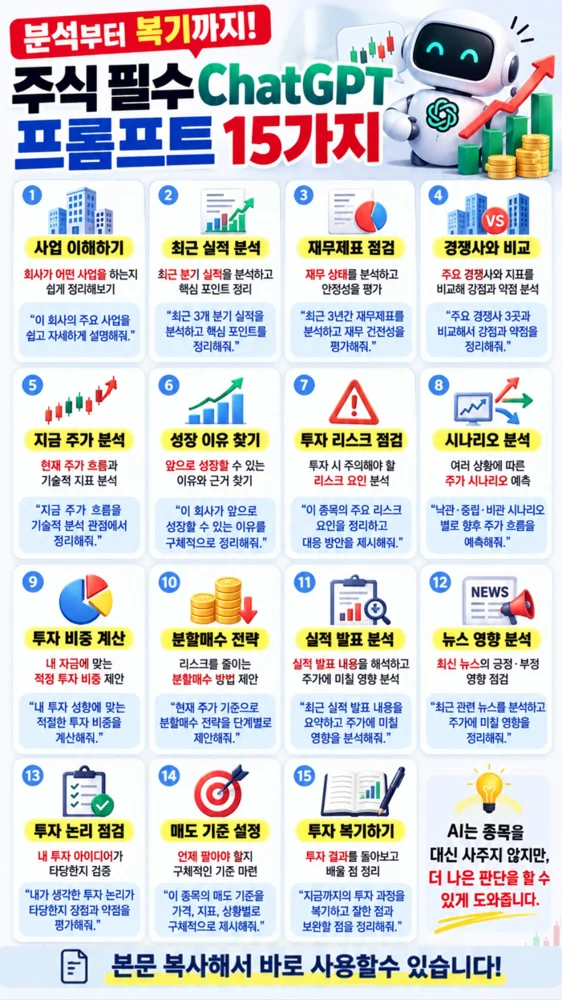 분석부터 복기까지!
주식 필수 ChatGPT
프롬프트 15가지
1
사업 이해하기
회사가 어떤 사업을 하는지
쉽게 정리해보기
“이 회사의 주요 사업을
쉽고 자세하게 설명해줘.”
2
최근 실적 분석
최근 분기 실적을 분석하고
핵심 포인트 정리
“최근 3개 분기 실적을
분석하고 핵심 포인트를
정리해줘.”
3
재무제표 점검
재무 상태를 분석하고
안정성을 평가
“최근 3년간 재무제표를
분석하고 재무 건전성을
평가해줘.”
4
VS
경쟁사와 비교
주요 경쟁사와 지표를
비교해 강점과 약점 분석
“주요 경쟁사 3곳과
비교해서 강점과 약점을
정리해줘.”
5
지금 주가 분석
현재 주가 흐름과
기술적 지표 분석
“지금 주가 흐름을
기술적 분석 관점에서
정리해줘.”
6
성장 이유 찾기
앞으로 성장할 수 있는
이유와 근거 찾기
“이 회사가 앞으로
성장할 수 있는 이유를
구체적으로 정리해줘.”
7
투자 리스크 점검
투자 시 주의해야 할
리스크 요인 분석
“이 종목의 주요 리스크
요인을 정리하고
대응 방안을 제시해줘.”
8
시나리오 분석
여러 상황에 따른
주가 시나리오 예측
“낙관·중립·비관 시나리오
별로 향후 주가 흐름을
예측해줘.”
9
투자 비중 계산
내 자금에 맞는
적정 투자 비중 제안
“내 투자 성향에 맞는
적절한 투자 비중을
계산해줘.”
10
분할매수 전략
리스크를 줄이는
분할매수 방법 제안
“현재 주가 기준으로
분할매수 전략을 단계별로
제안해줘.”
11
실적 발표 분석
실적 발표 내용을 해석하고
주가에 미칠 영향 분석
“최근 실적 발표 내용을
요약하고 주가에 미칠
영향을 분석해줘.”
12
NEWS
뉴스 영향 분석
최신 뉴스의 긍정·부정
영향 점검
“최근 관련 뉴스를 분석하고
주가에 미칠 영향을
정리해줘.”
13
투자 논리 점검
내 투자 아이디어가
타당한지 검증
“내가 생각한 투자 논리가
타당한지 장점과 약점을
평가해줘.”
14
매도 기준 설정
언제 팔아야 할지
구체적인 기준 마련
“이 종목의 매도 기준을
가격, 지표, 상황별로
구체적으로 제시해줘.”
15
투자 복기하기
투자 결과를 돌아보고
배울 점 정리
“지금까지의 투자 과정을
복기하고 잘한 점과
보완할 점을 정리해줘.”
AI는 종목을
대신 사주지 않지만,
더 나은 판단을 할 수
있게 도와줍니다.
본문 복사해서 바로 사용할수 있습니다!